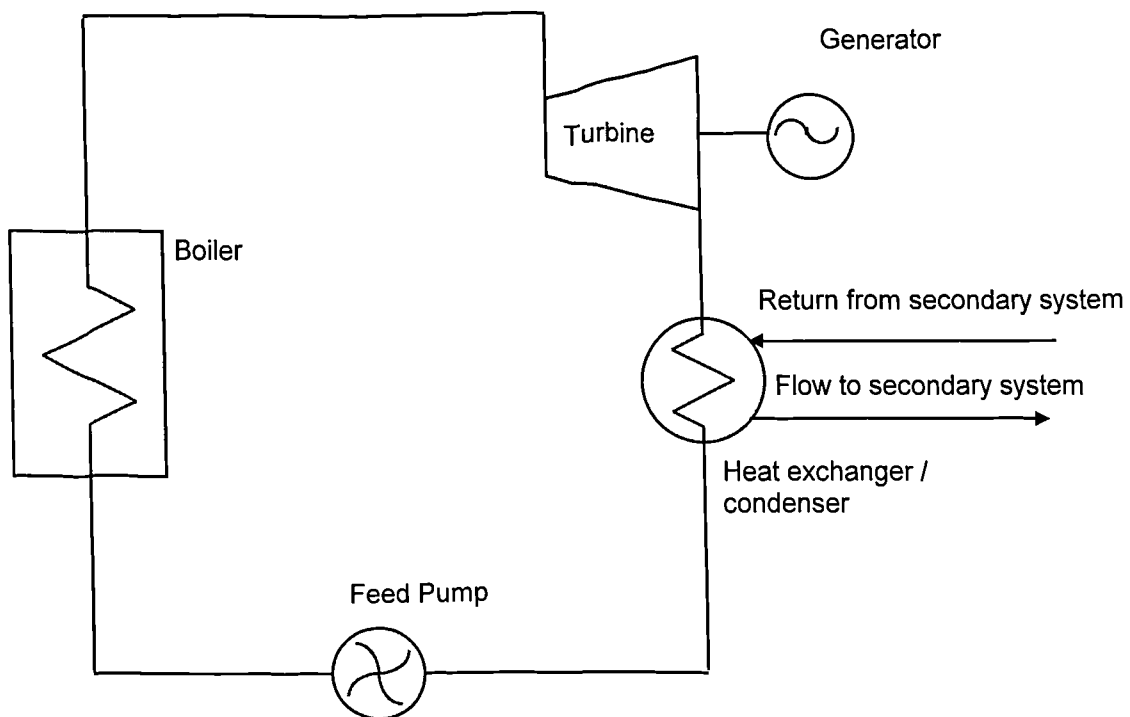 Generator
Turbine
Boiler
Return from secondary system
Flow to secondary system
Heat exchanger /
condenser
Feed Pump